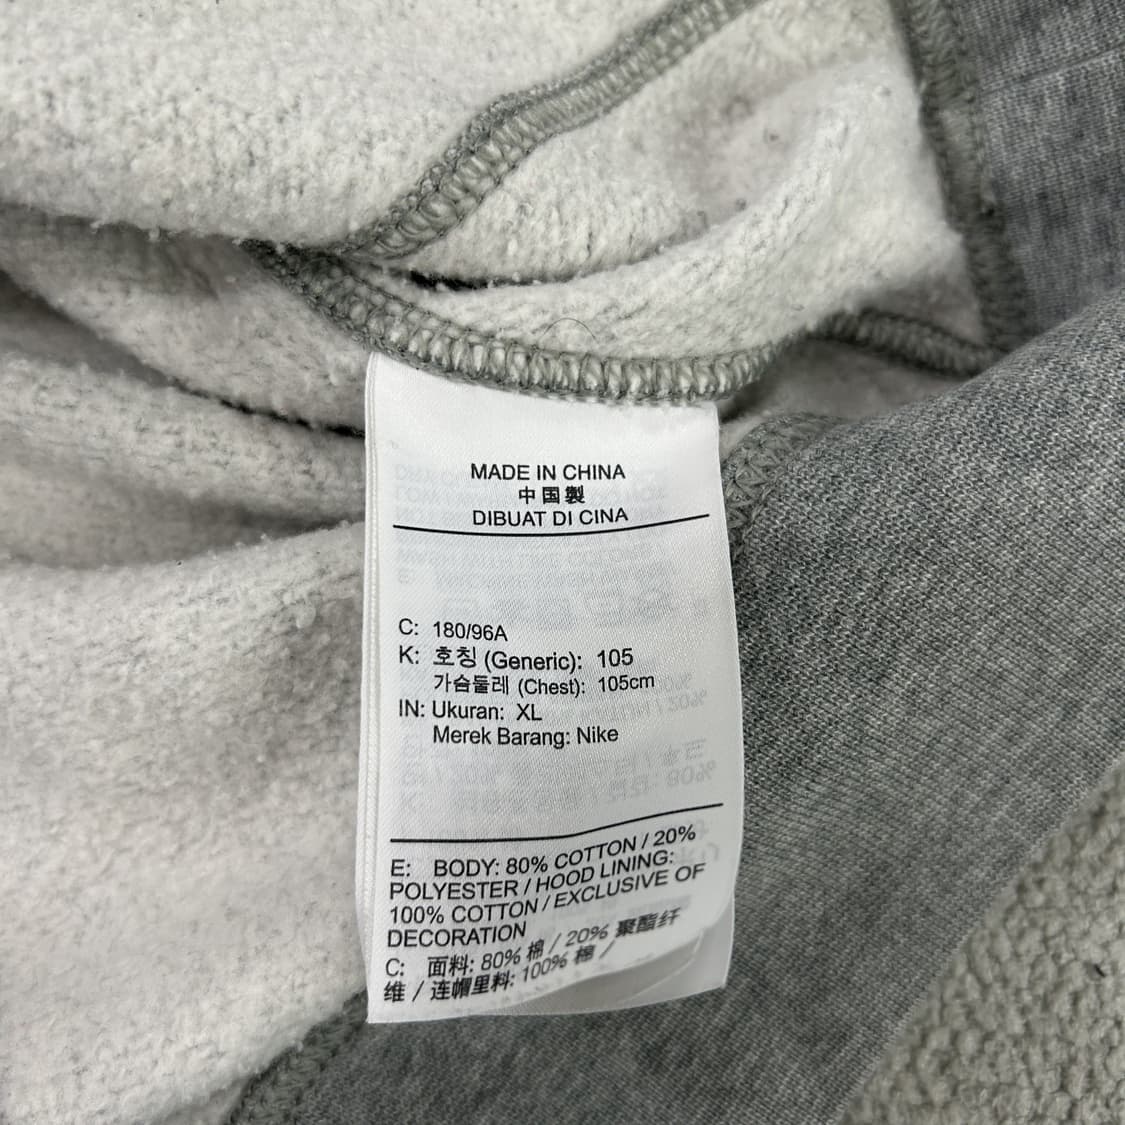 MADE IN CHINA
中国製
DIBUAT DI CINA
C: 180/96A
K: 호칭 (Generic): 105
가슴둘레 (Chest): 105cm
IN: Ukuran: XL
Merek Barang: Nike
E: BODY: 80% COTTON / 20%
POLYESTER / HOOD LINING:
100% COTTON / EXCLUSIVE OF
DECORATION
C: 面料: 80% 棉 / 20% 聚酯纤
维 / 连帽里料: 100% 棉 /